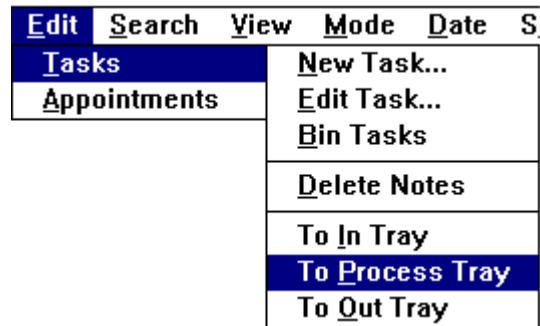 Edit Search View Mode Date S
Tasks New Task...
Appointments Edit Task...
Bin Tasks
Delete Notes
To In Tray
To Process Tray
To Out Tray